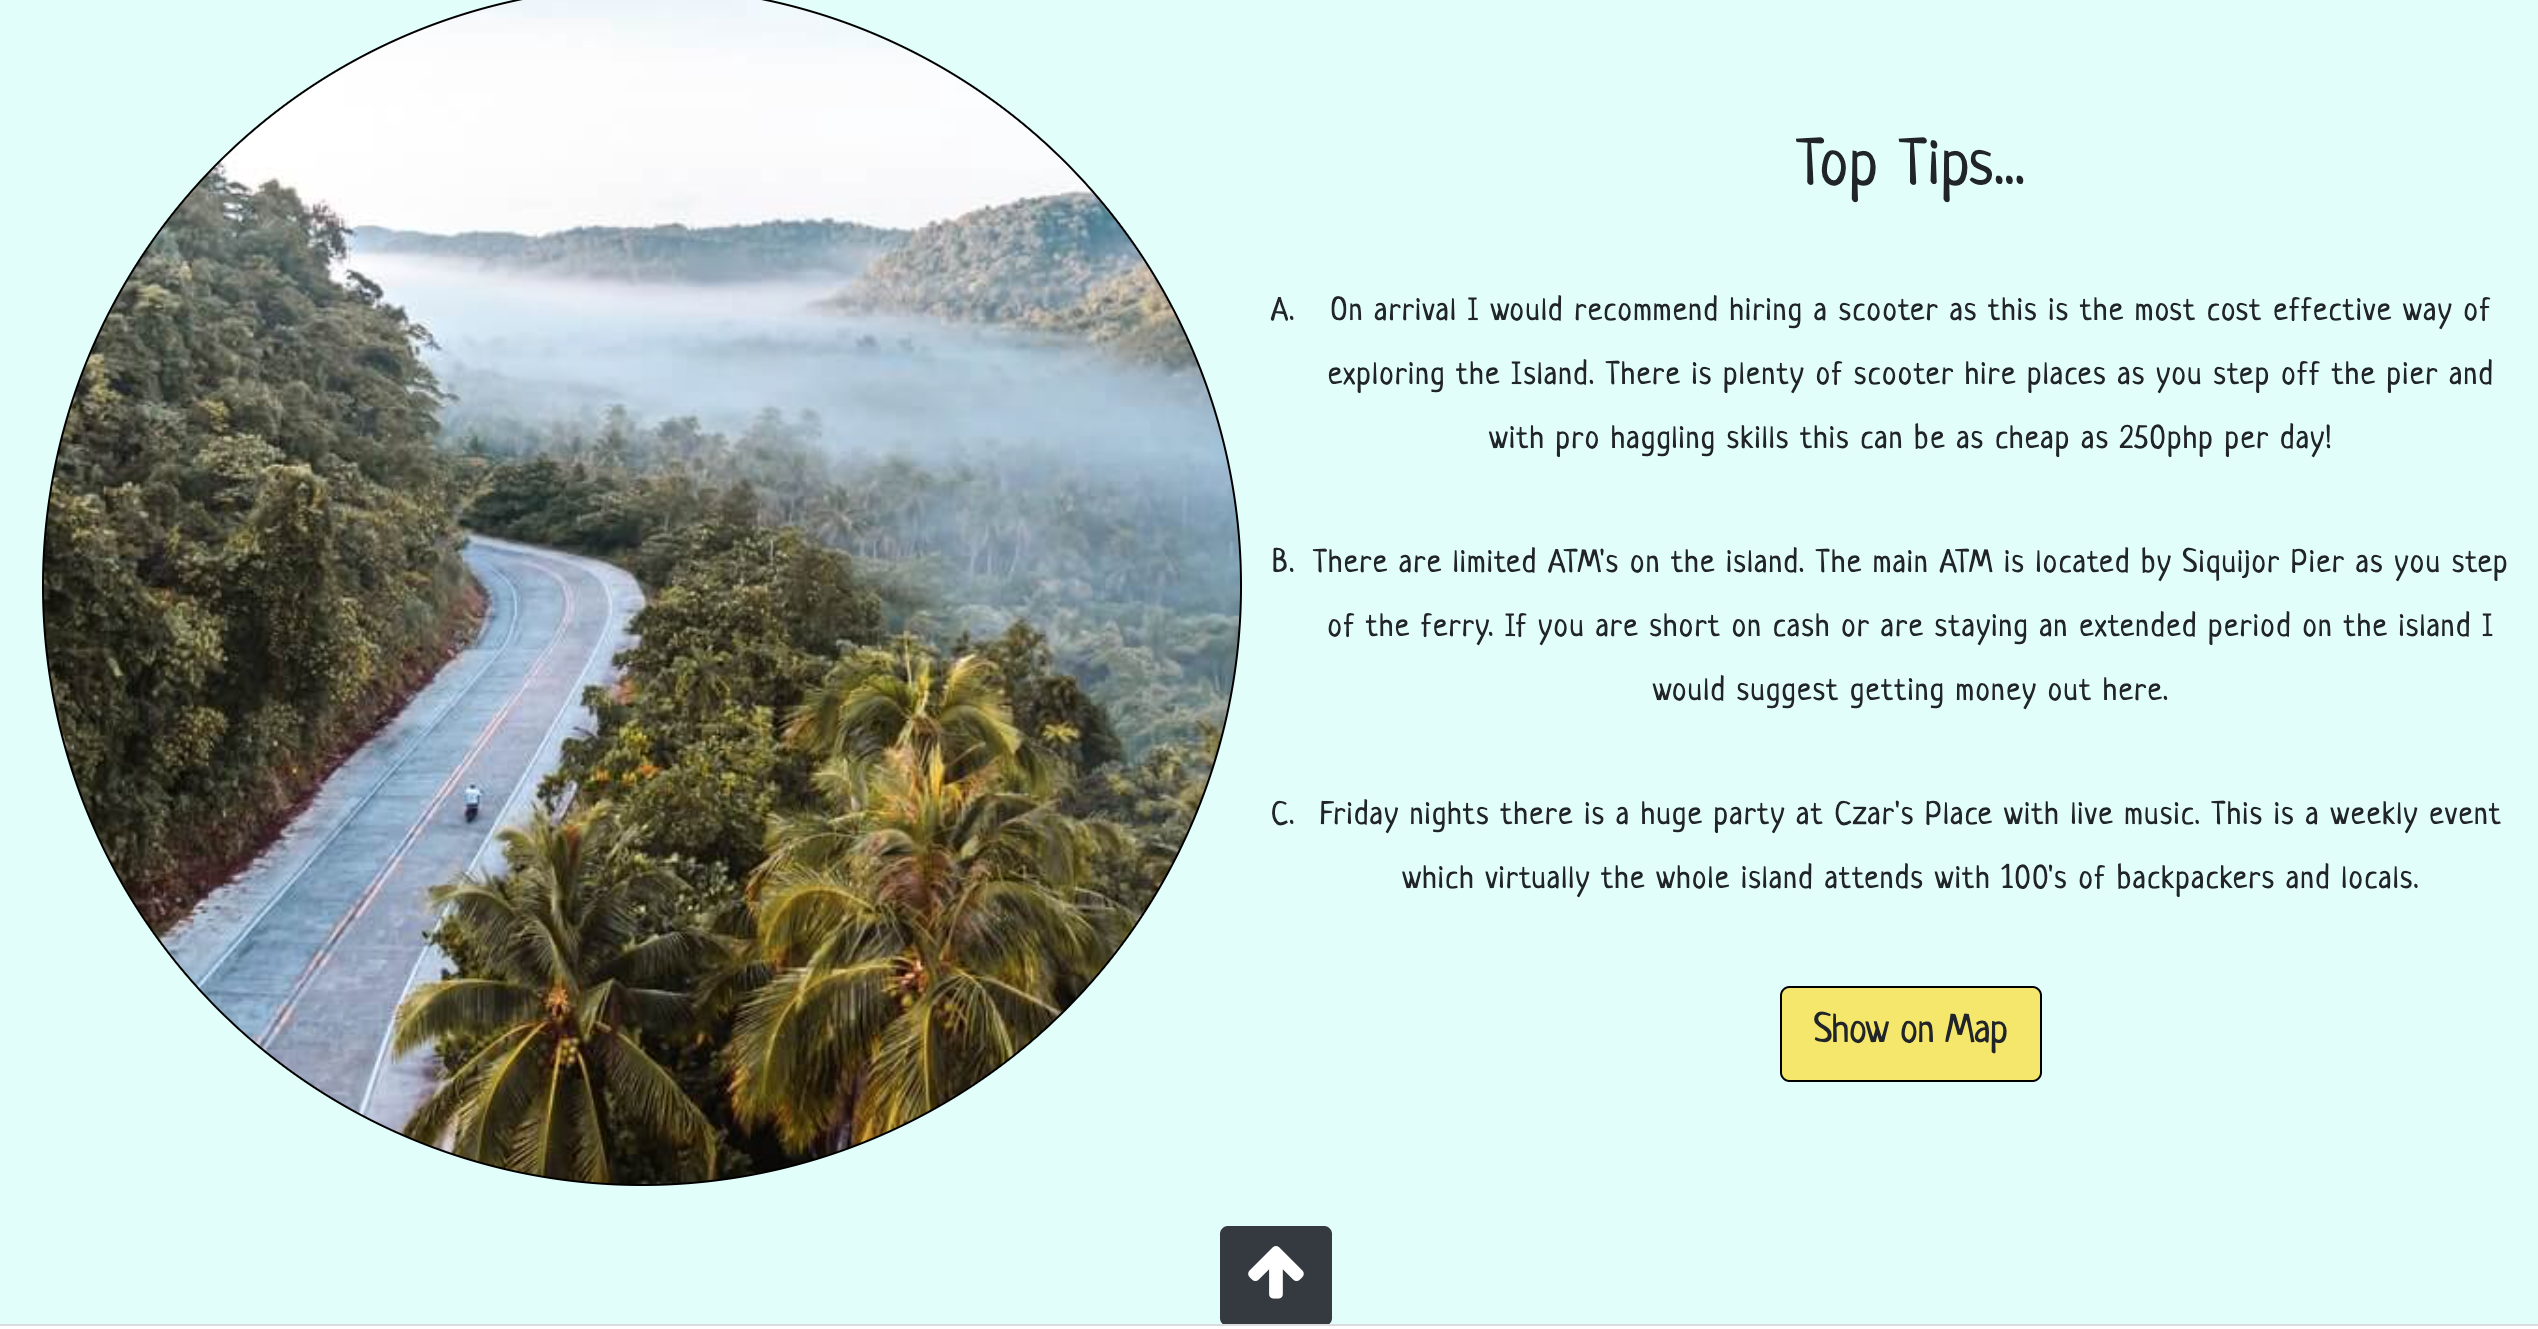 Top Tips...
A. On arrival I would recommend hiring a scooter as this is the most cost effective way of
exploring the Island. There is plenty of scooter hire places as you step off the pier and
with pro haggling skills this can be as cheap as 250php per day!
B. There are limited ATM's on the island. The main ATM is located by Siquijor Pier as you step
of the ferry. If you are short on cash or are staying an extended period on the island I
would suggest getting money out here.
C. Friday nights there is a huge party at Czar's Place with live music. This is a weekly event
which virtually the whole island attends with 100's of backpackers and locals.
Show on Map